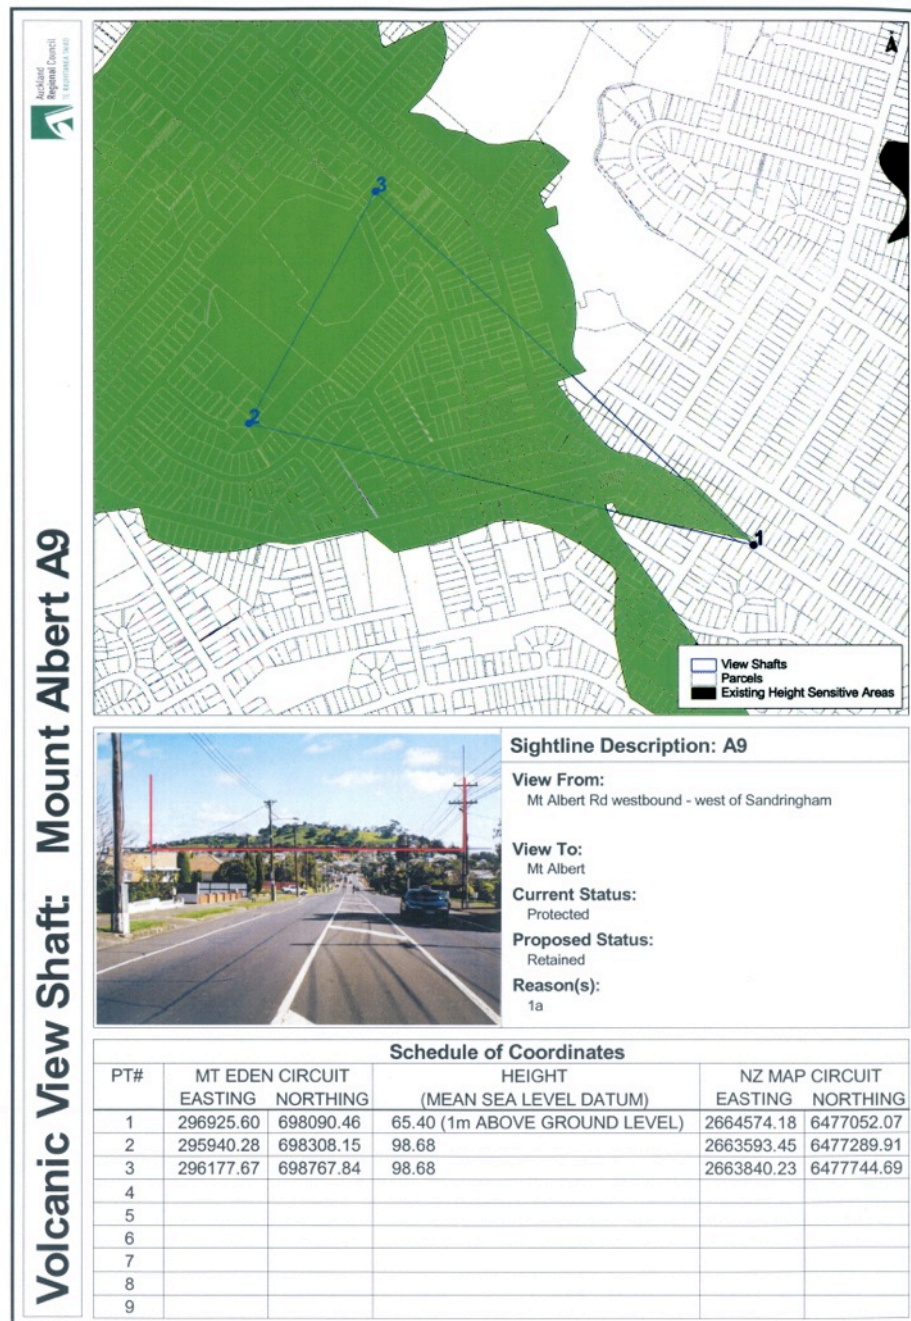 Auckland
Regional Council
TE RAUHITANGA TAIAO
Volcanic View Shaft: Mount Albert A9
3
2
1
View Shafts
Parcels
Existing Height Sensitive Areas
Sightline Description: A9
View From:
Mt Albert Rd westbound - west of Sandringham
View To:
Mt Albert
Current Status:
Protected
Proposed Status:
Retained
Reason(s):
1a
Schedule of Coordinates
PT# MT EDEN CIRCUIT HEIGHT NZ MAP CIRCUIT
EASTING NORTHING (MEAN SEA LEVEL DATUM) EASTING NORTHING
1 296925.60 698090.46 65.40 (1m ABOVE GROUND LEVEL) 2664574.18 6477052.07
2 295940.28 698308.15 98.68 2663593.45 6477289.91
3 296177.67 698767.84 98.68 2663840.23 6477744.69
4
5
6
7
8
9